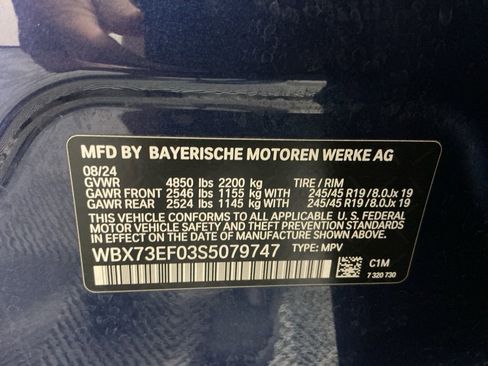 MFD BY BAYERISCHE MOTOREN WERKE AG
08/24
GVWR 4850 lbs 2200 kg TIRE / RIM
GAWR FRONT 2546 lbs 1155 kg WITH 245/45 R19 / 8.0Jx 19
GAWR REAR 2524 lbs 1145 kg WITH 245/45 R19 / 8.0Jx 19
THIS VEHICLE CONFORMS TO ALL APPLICABLE U.S. FEDERAL
MOTOR VEHICLE SAFETY, BUMPER, AND THEFT PREVENTION STANDARDS
IN EFFECT ON THE DATE OF MANUFACTURE SHOWN ABOVE.
WBX73EF03S5079747 TYPE: MPV
C1M
7 320 730